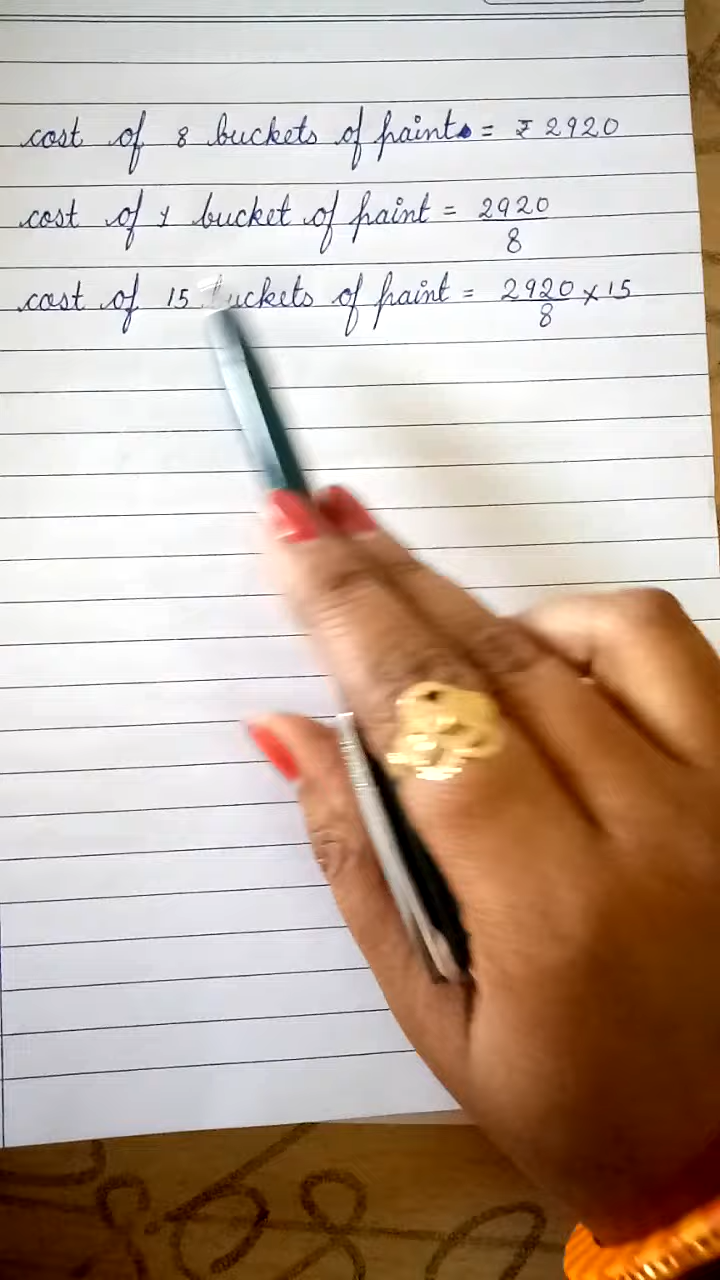 cost of 8 buckets of paint = ₹ 2920
cost of 1 bucket of paint = 2920/8
cost of 15 buckets of paint = 2920/8 × 15